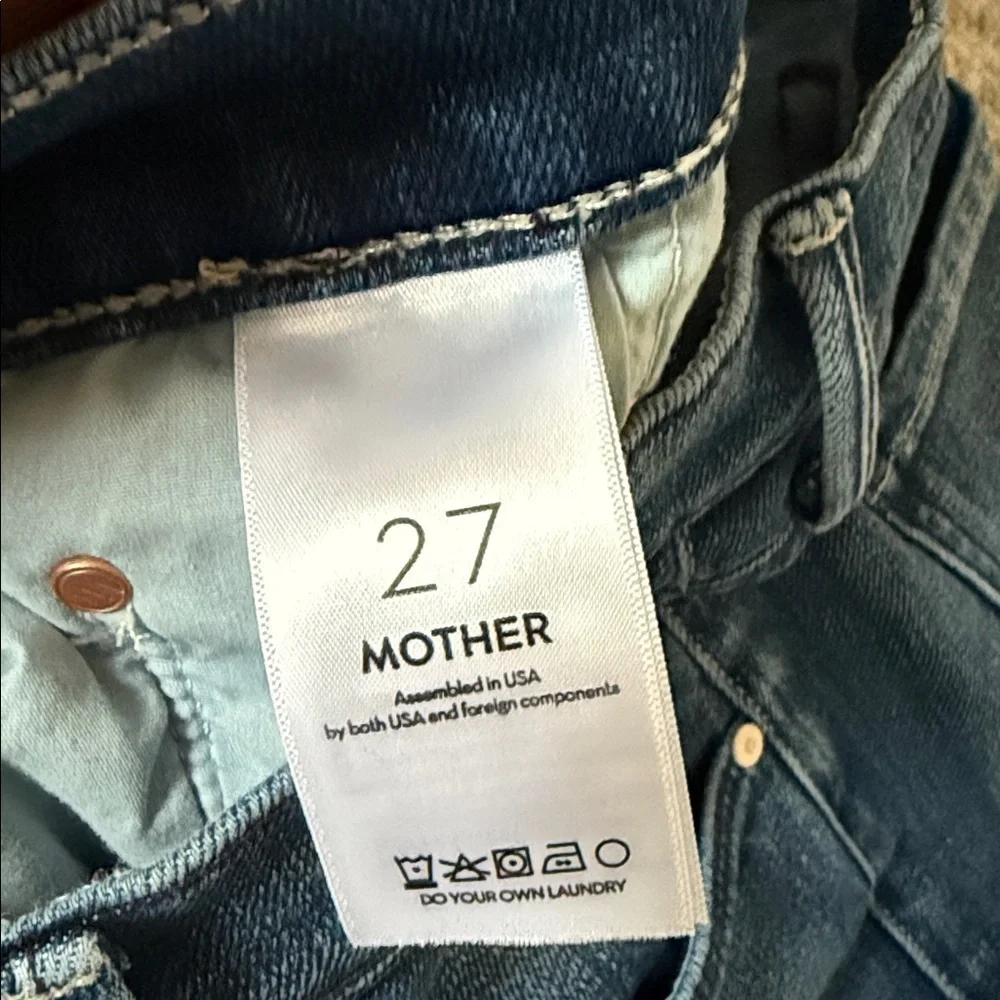 27
MOTHER
Assembled in USA
by both USA and foreign components
DO YOUR OWN LAUNDRY